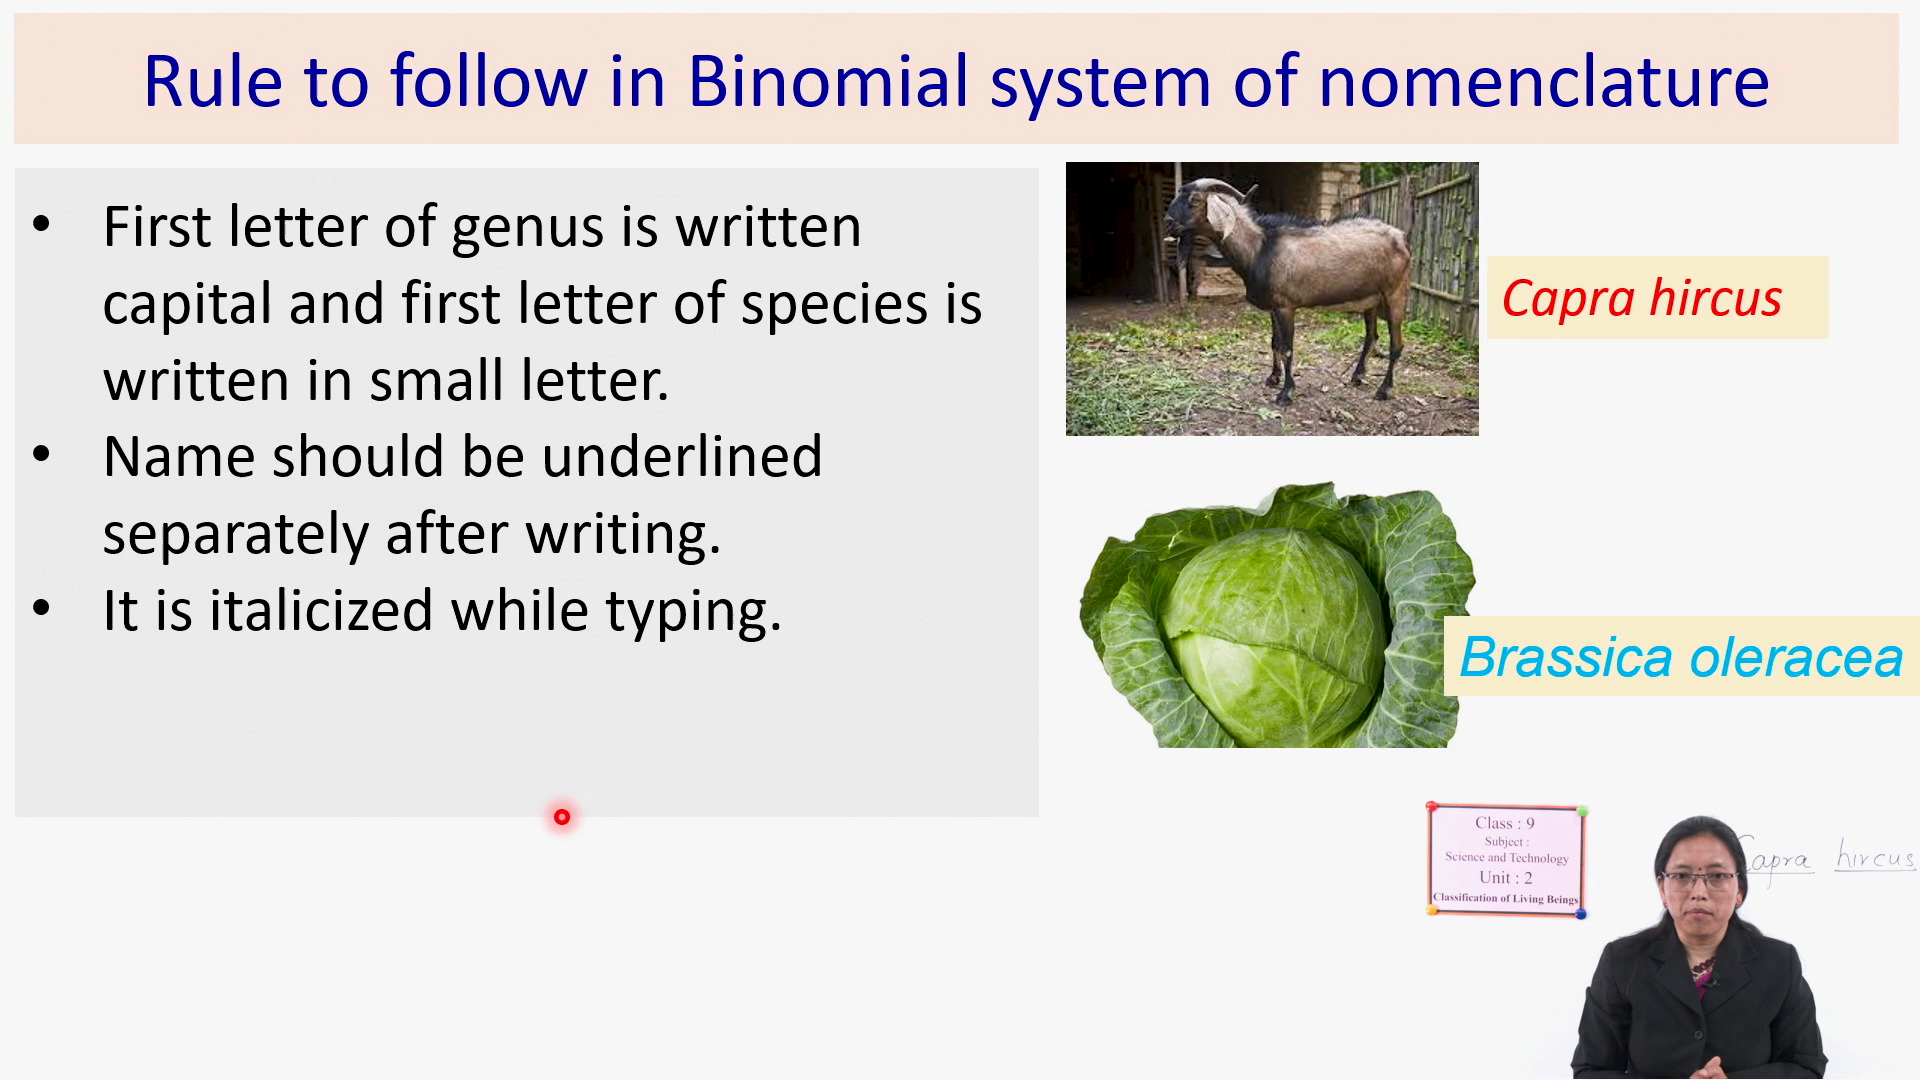 Rule to follow in Binomial system of nomenclature
• First letter of genus is written
capital and first letter of species is
written in small letter.
• Name should be underlined
separately after writing.
• It is italicized while typing.
Capra hircus
Brassica oleracea
Class : 9
Subject :
Science and Technology
Unit : 2
Classification of Living Beings
Capra hircus